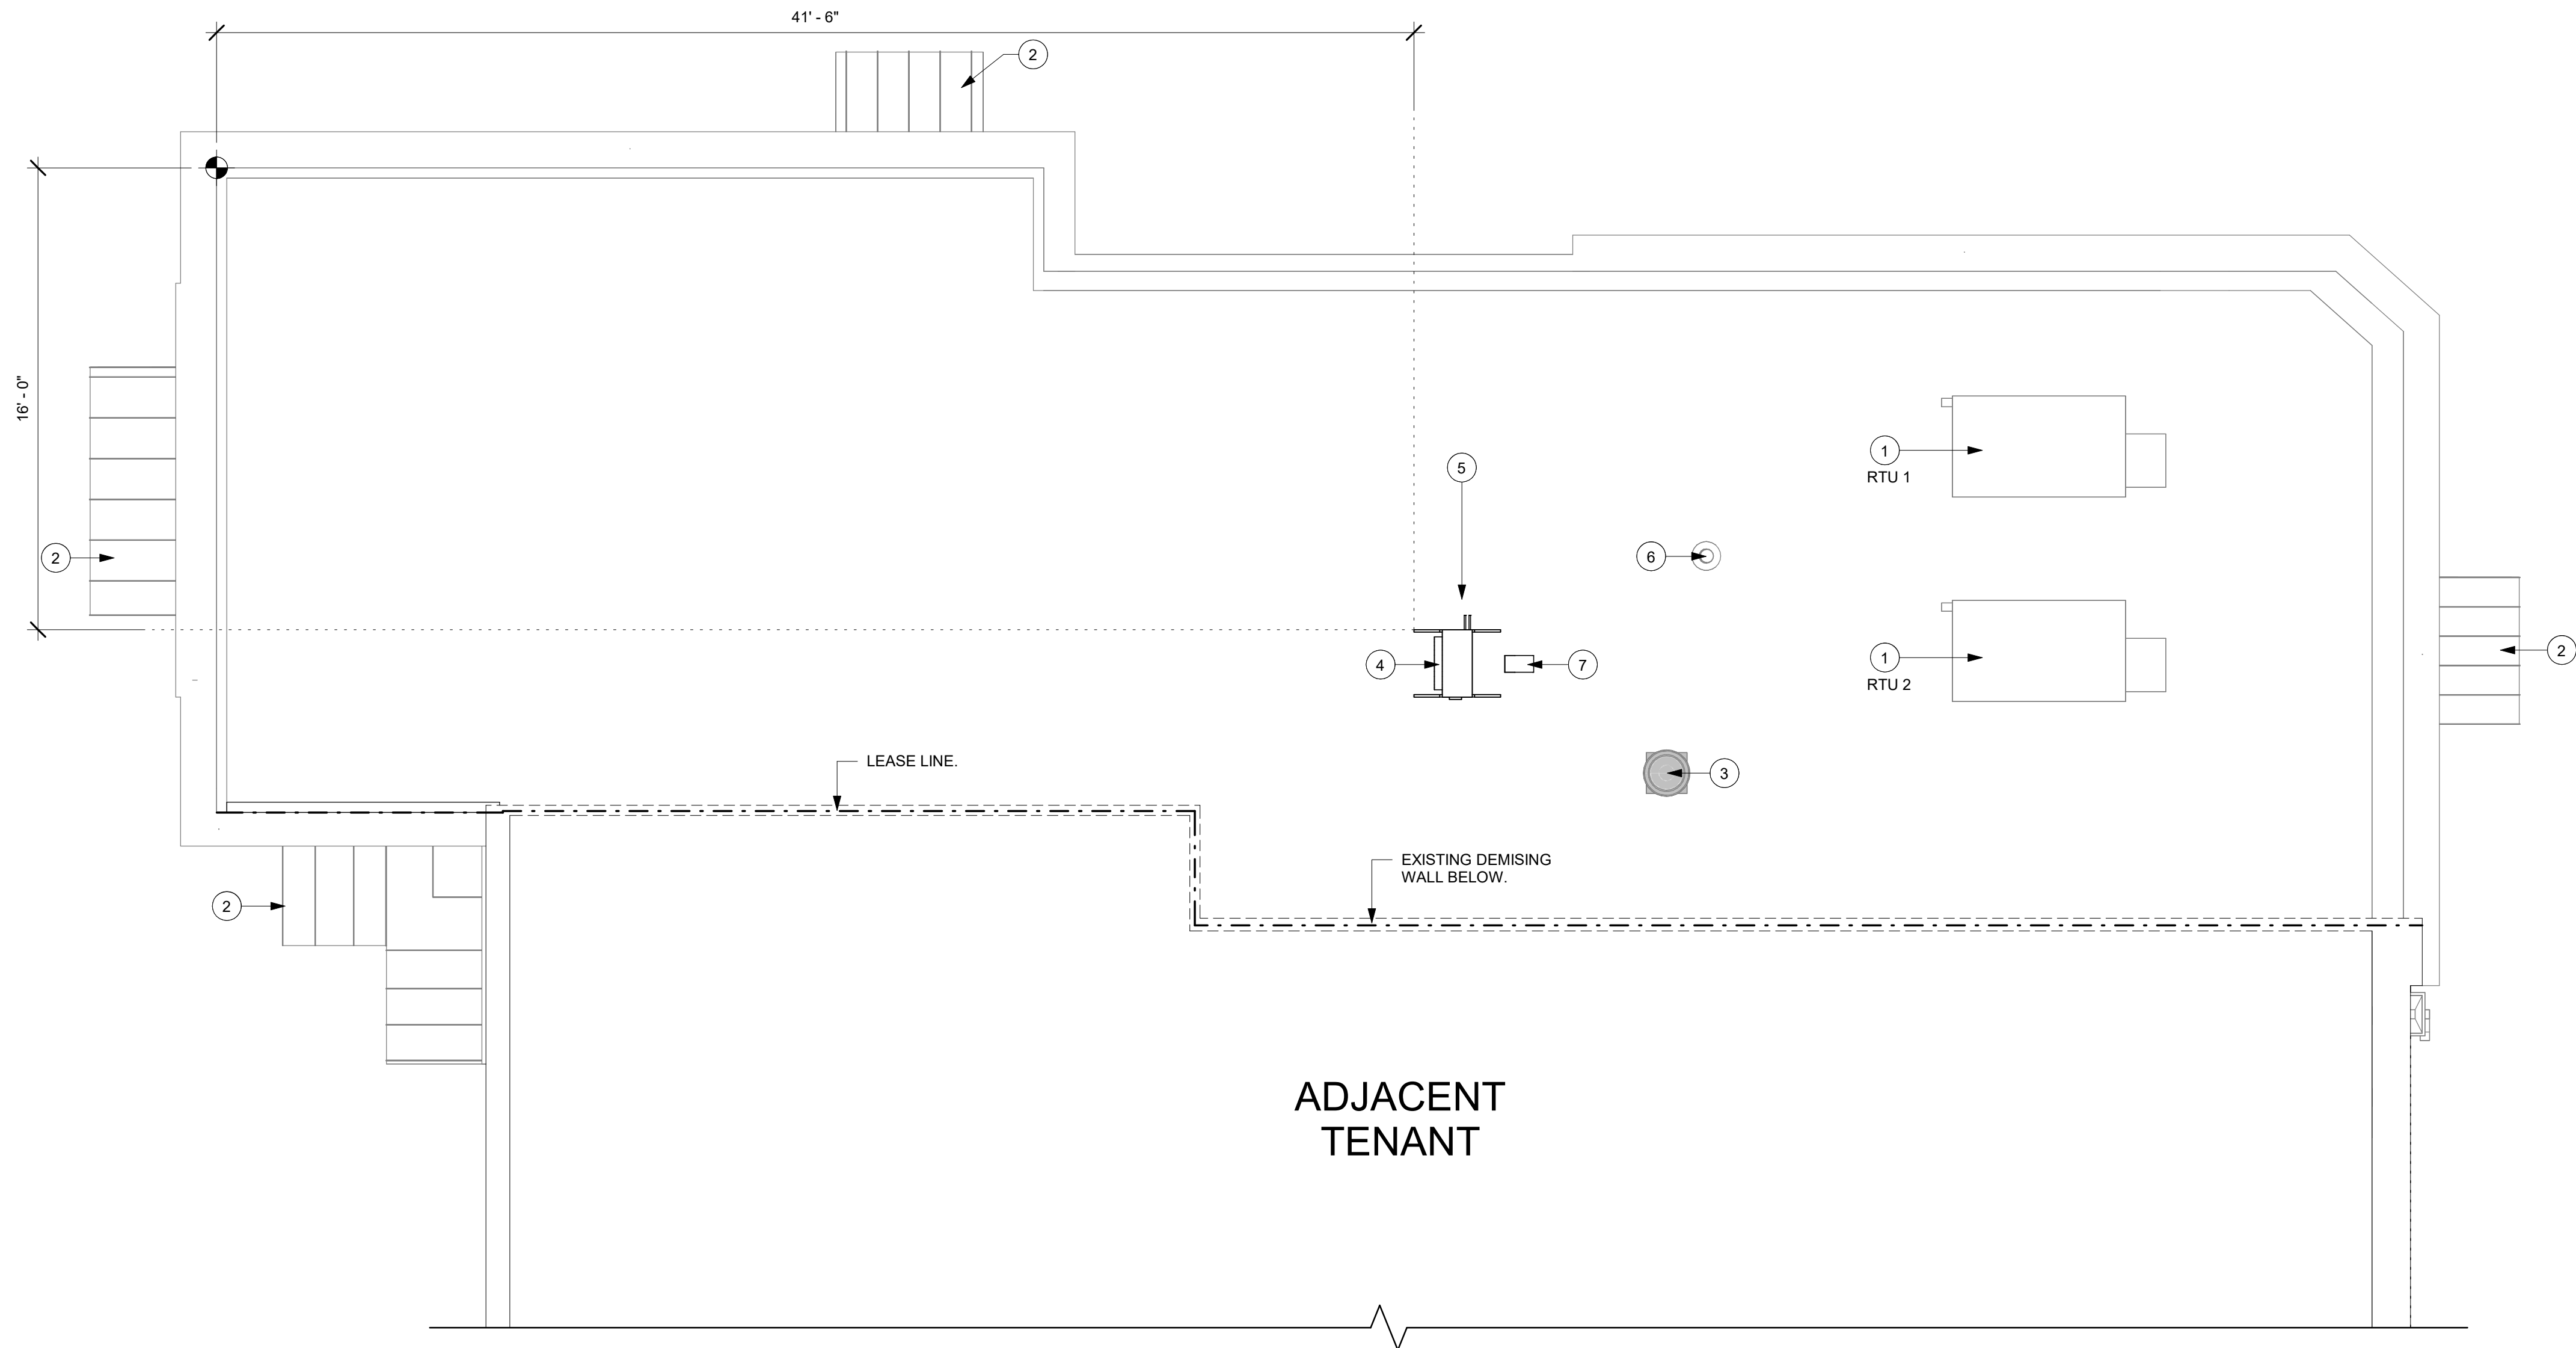 41' - 6"
2
16' - 0"
5
1
RTU 1
2
6
4
7
1
RTU 2
2
LEASE LINE.
3
EXISTING DEMISING
WALL BELOW.
2
ADJACENT
TENANT